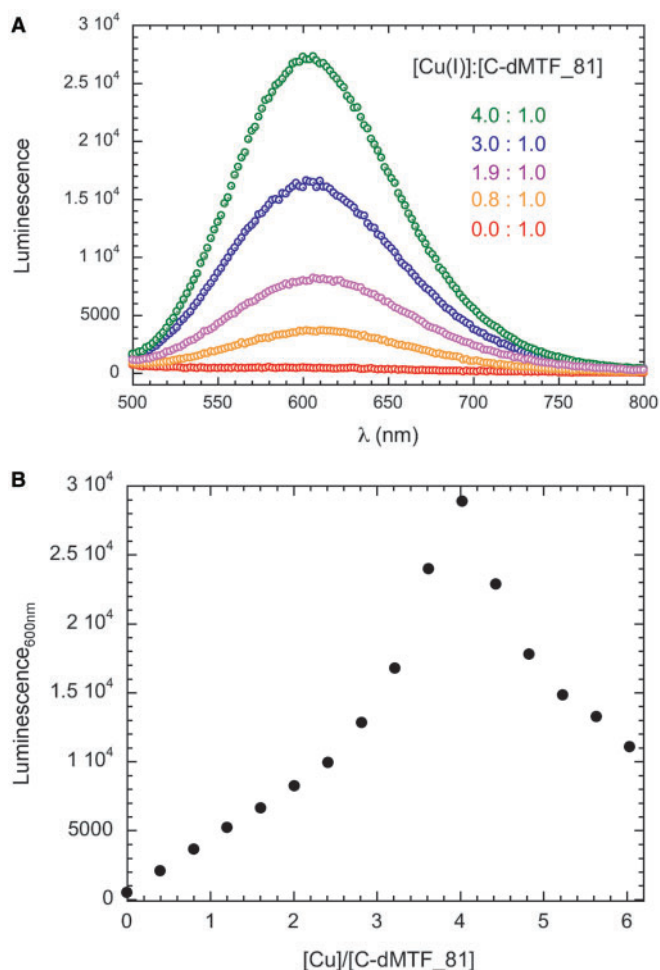 A
3 10⁴
2.5 10⁴
2 10⁴
1.5 10⁴
1 10⁴
5000
0
Luminescence
[Cu(I)]:[C-dMTF_81]
4.0 : 1.0
3.0 : 1.0
1.9 : 1.0
0.8 : 1.0
0.0 : 1.0
500 550 600 650 700 750 800
λ (nm)
B
3 10⁴
2.5 10⁴
2 10⁴
1.5 10⁴
1 10⁴
5000
0
Luminescence₆₀₀ₙₘ
0 1 2 3 4 5 6
[Cu]/[C-dMTF_81]